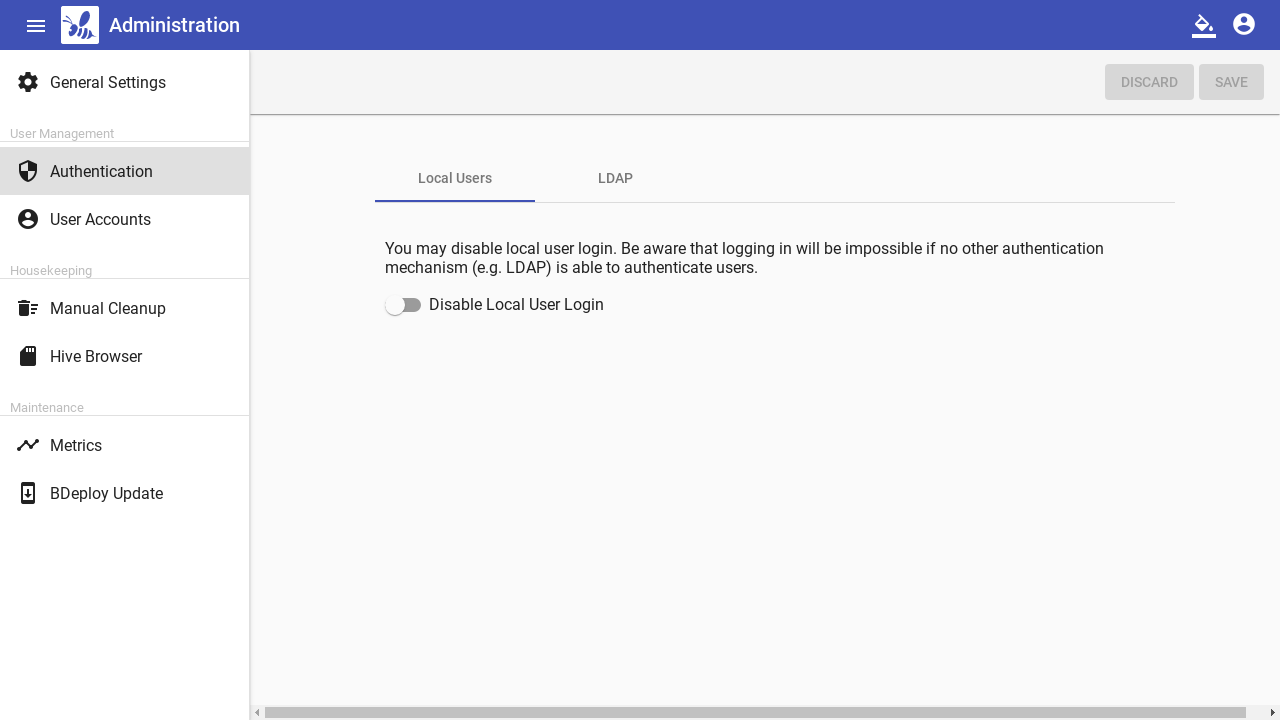 Administration
General Settings
DISCARD
SAVE
User Management
Authentication
User Accounts
Housekeeping
Manual Cleanup
Hive Browser
Maintenance
Metrics
BDeploy Update
Local Users
LDAP
You may disable local user login. Be aware that logging in will be impossible if no other authentication
mechanism (e.g. LDAP) is able to authenticate users.
Disable Local User Login